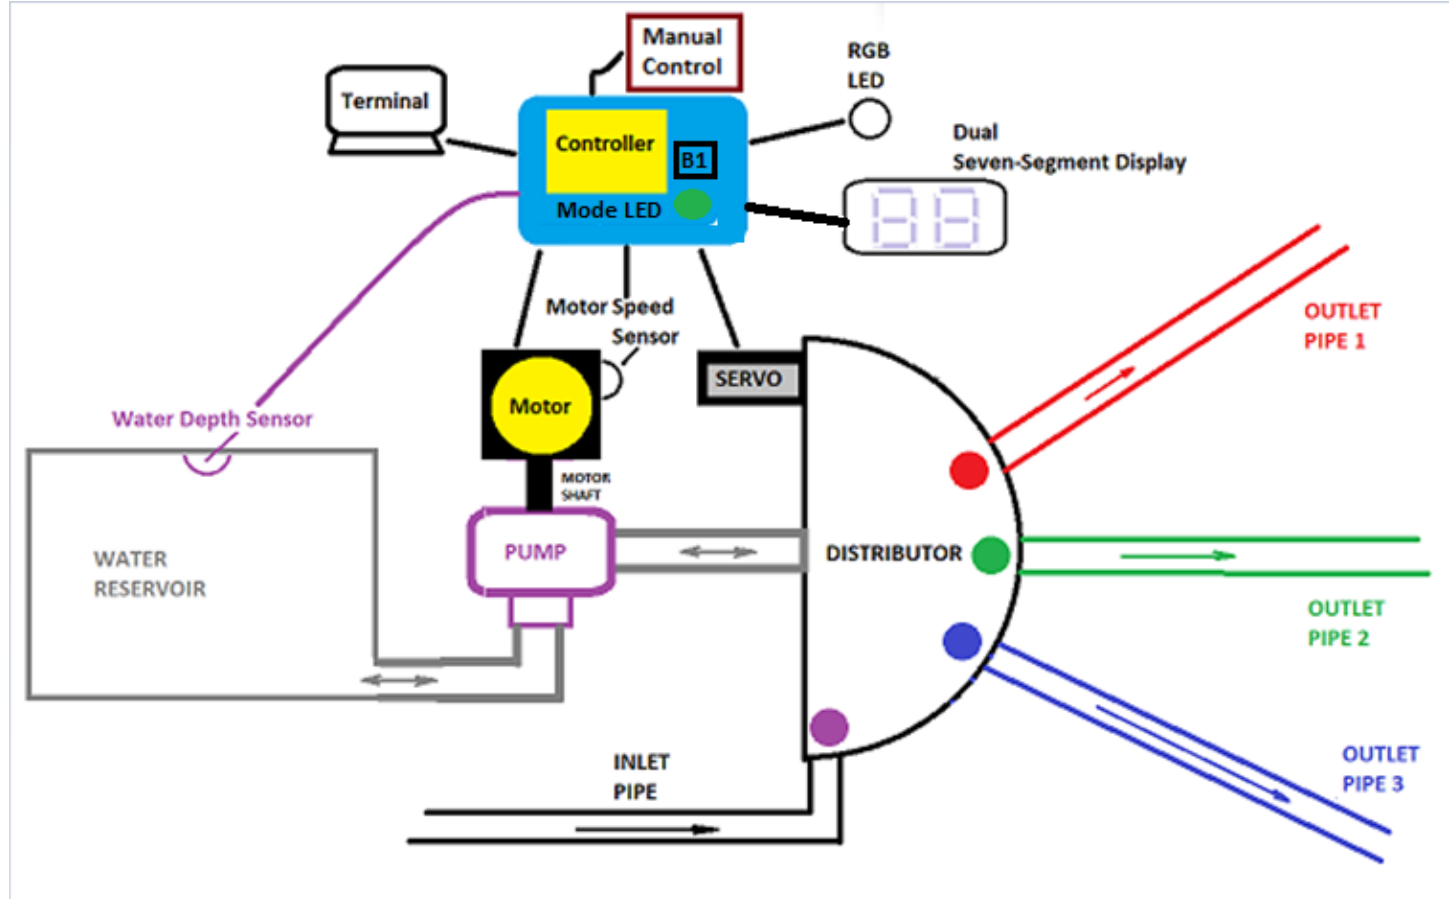 Manual
Control
RGB
LED
Terminal
Controller
B1
Mode LED
Dual
Seven-Segment Display
88
Motor Speed
Sensor
OUTLET
PIPE 1
SERVO
Motor
Water Depth Sensor
MOTOR
SHAFT
WATER
RESERVOIR
PUMP
DISTRIBUTOR
OUTLET
PIPE 2
INLET
PIPE
OUTLET
PIPE 3